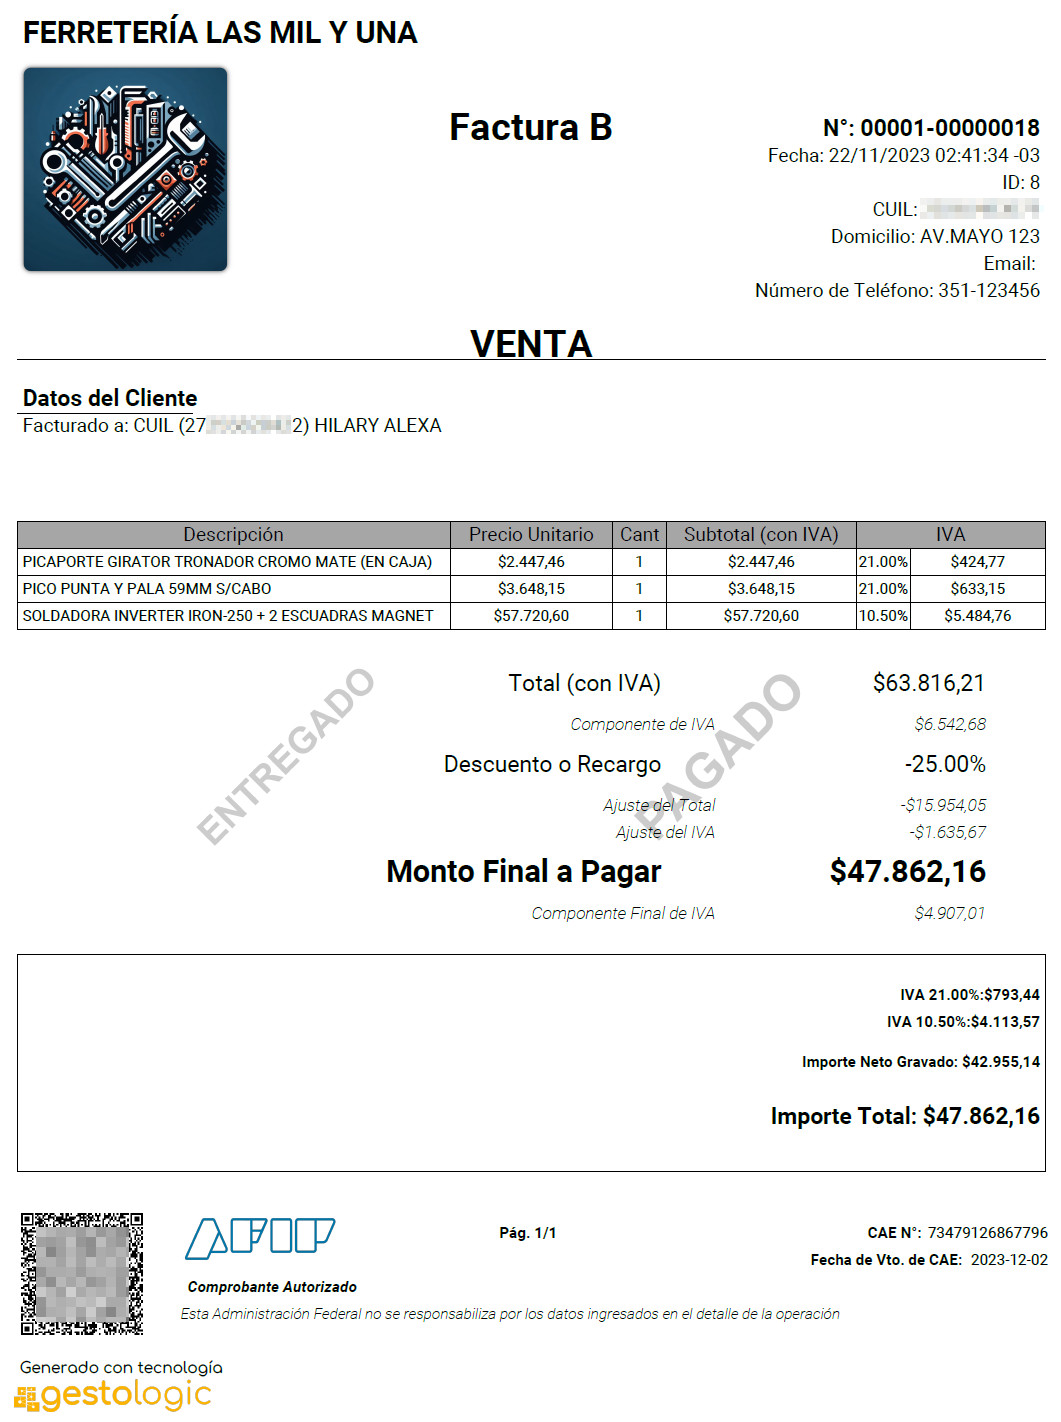 FERRETERÍA LAS MIL Y UNA
Factura B
N°: 00001-00000018
Fecha: 22/11/2023 02:41:34 -03
ID: 8
CUIL:
Domicilio: AV.MAYO 123
Email:
Número de Teléfono: 351-123456
VENTA
Datos del Cliente
Facturado a: CUIL (27 2) HILARY ALEXA
Descripción Precio Unitario Cant Subtotal (con IVA) IVA
PICAPORTE GIRATOR TRONADOR CROMO MATE (EN CAJA) $2.447,46 1 $2.447,46 21.00% $424,77
PICO PUNTA Y PALA 59MM S/CABO $3.648,15 1 $3.648,15 21.00% $633,15
SOLDADORA INVERTER IRON-250 + 2 ESCUADRAS MAGNET $57.720,60 1 $57.720,60 10.50% $5.484,76
ENTREGADO
PAGADO
Total (con IVA) $63.816,21
Componente de IVA $6.542,68
Descuento o Recargo -25.00%
Ajuste del Total -$15.954,05
Ajuste del IVA -$1.635,67
Monto Final a Pagar $47.862,16
Componente Final de IVA $4.907,01
IVA 21.00%:$793,44
IVA 10.50%:$4.113,57
Importe Neto Gravado: $42.955,14
Importe Total: $47.862,16
AFIP
Comprobante Autorizado
Pág. 1/1
CAE N°: 73479126867796
Fecha de Vto. de CAE: 2023-12-02
Esta Administración Federal no se responsabiliza por los datos ingresados en el detalle de la operación
Generado con tecnología
gestologic